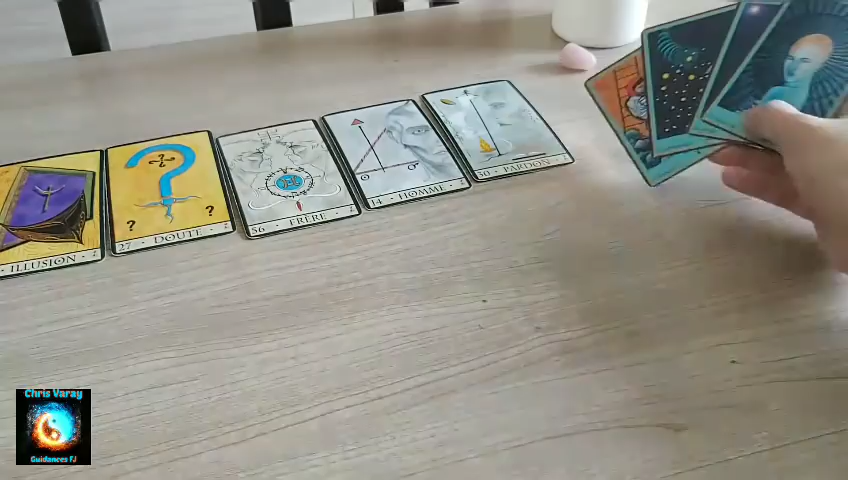 ILLUSION
27 • DOUTE
? ?
56 FRÈRE
14 • HOMME
30 • PARDON
Chris Varay
Guidances FJ